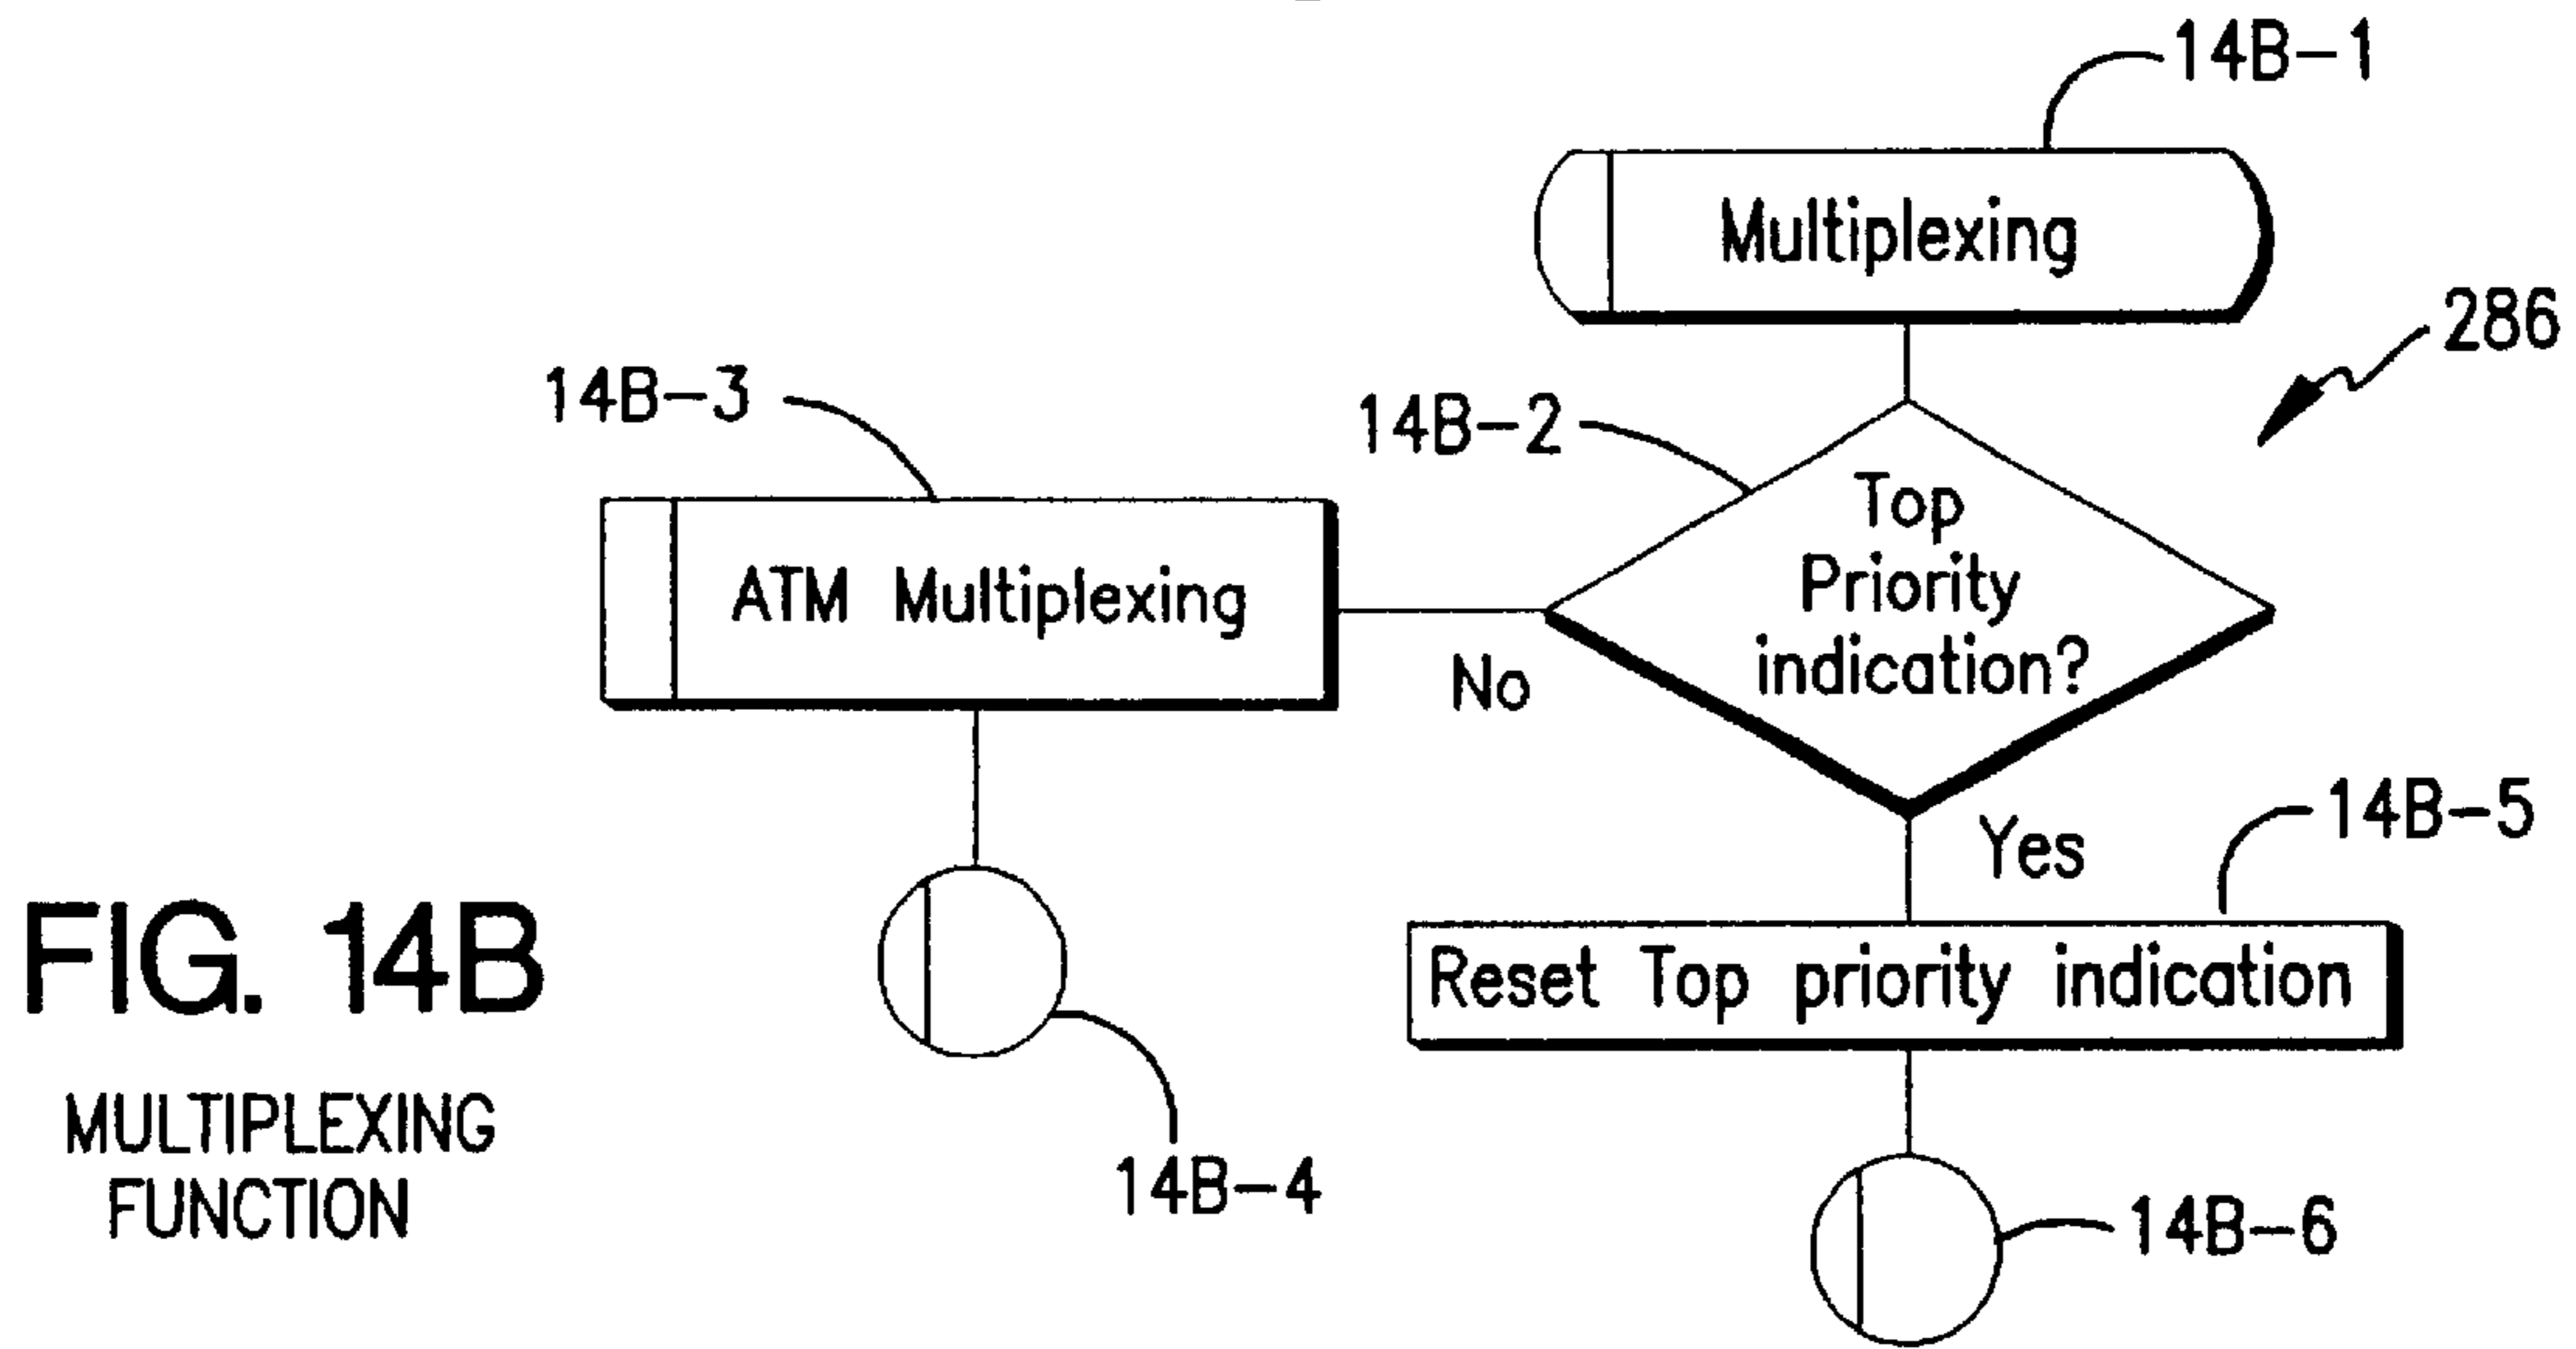 14B-1
Multiplexing
286
14B-3
14B-2
Top
Priority
indication?
ATM Multiplexing
No
Yes
14B-5
Reset Top priority indication
FIG. 14B
MULTIPLEXING
FUNCTION
14B-4
14B-6